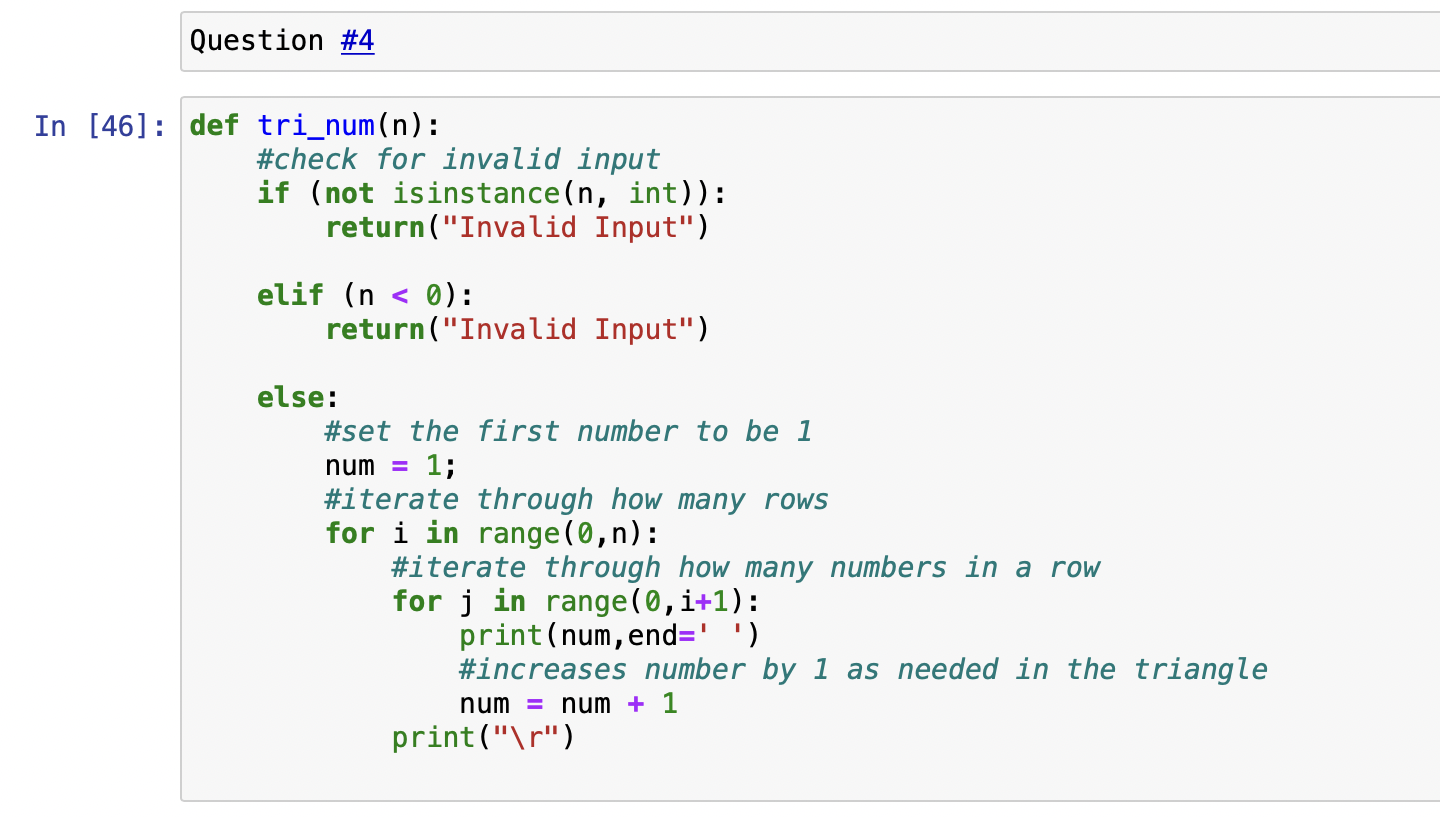 Question #4
In [46]:
def tri_num(n):
    #check for invalid input
    if (not isinstance(n, int)):
        return("Invalid Input")

    elif (n < 0):
        return("Invalid Input")

    else:
        #set the first number to be 1
        num = 1;
        #iterate through how many rows
        for i in range(0,n):
            #iterate through how many numbers in a row
            for j in range(0,i+1):
                print(num,end=' ')
                #increases number by 1 as needed in the triangle
                num = num + 1
            print("\r")